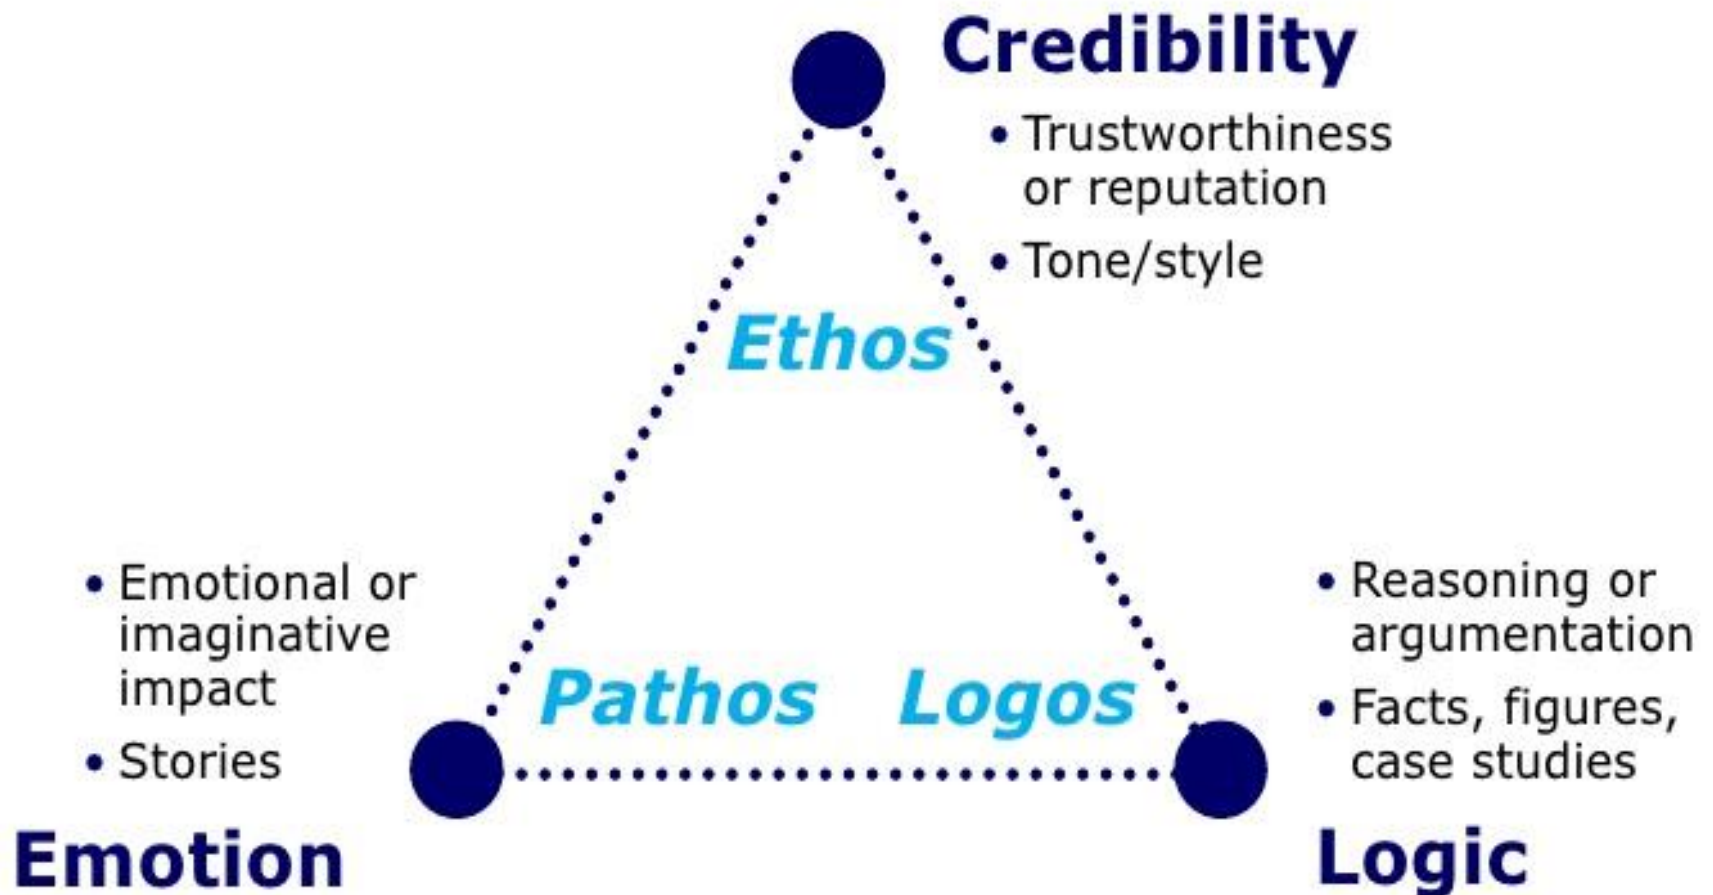 Credibility
• Trustworthiness
or reputation
• Tone/style
Ethos
• Emotional or
imaginative
impact
• Stories
Emotion
Pathos
Logos
• Reasoning or
argumentation
• Facts, figures,
case studies
Logic